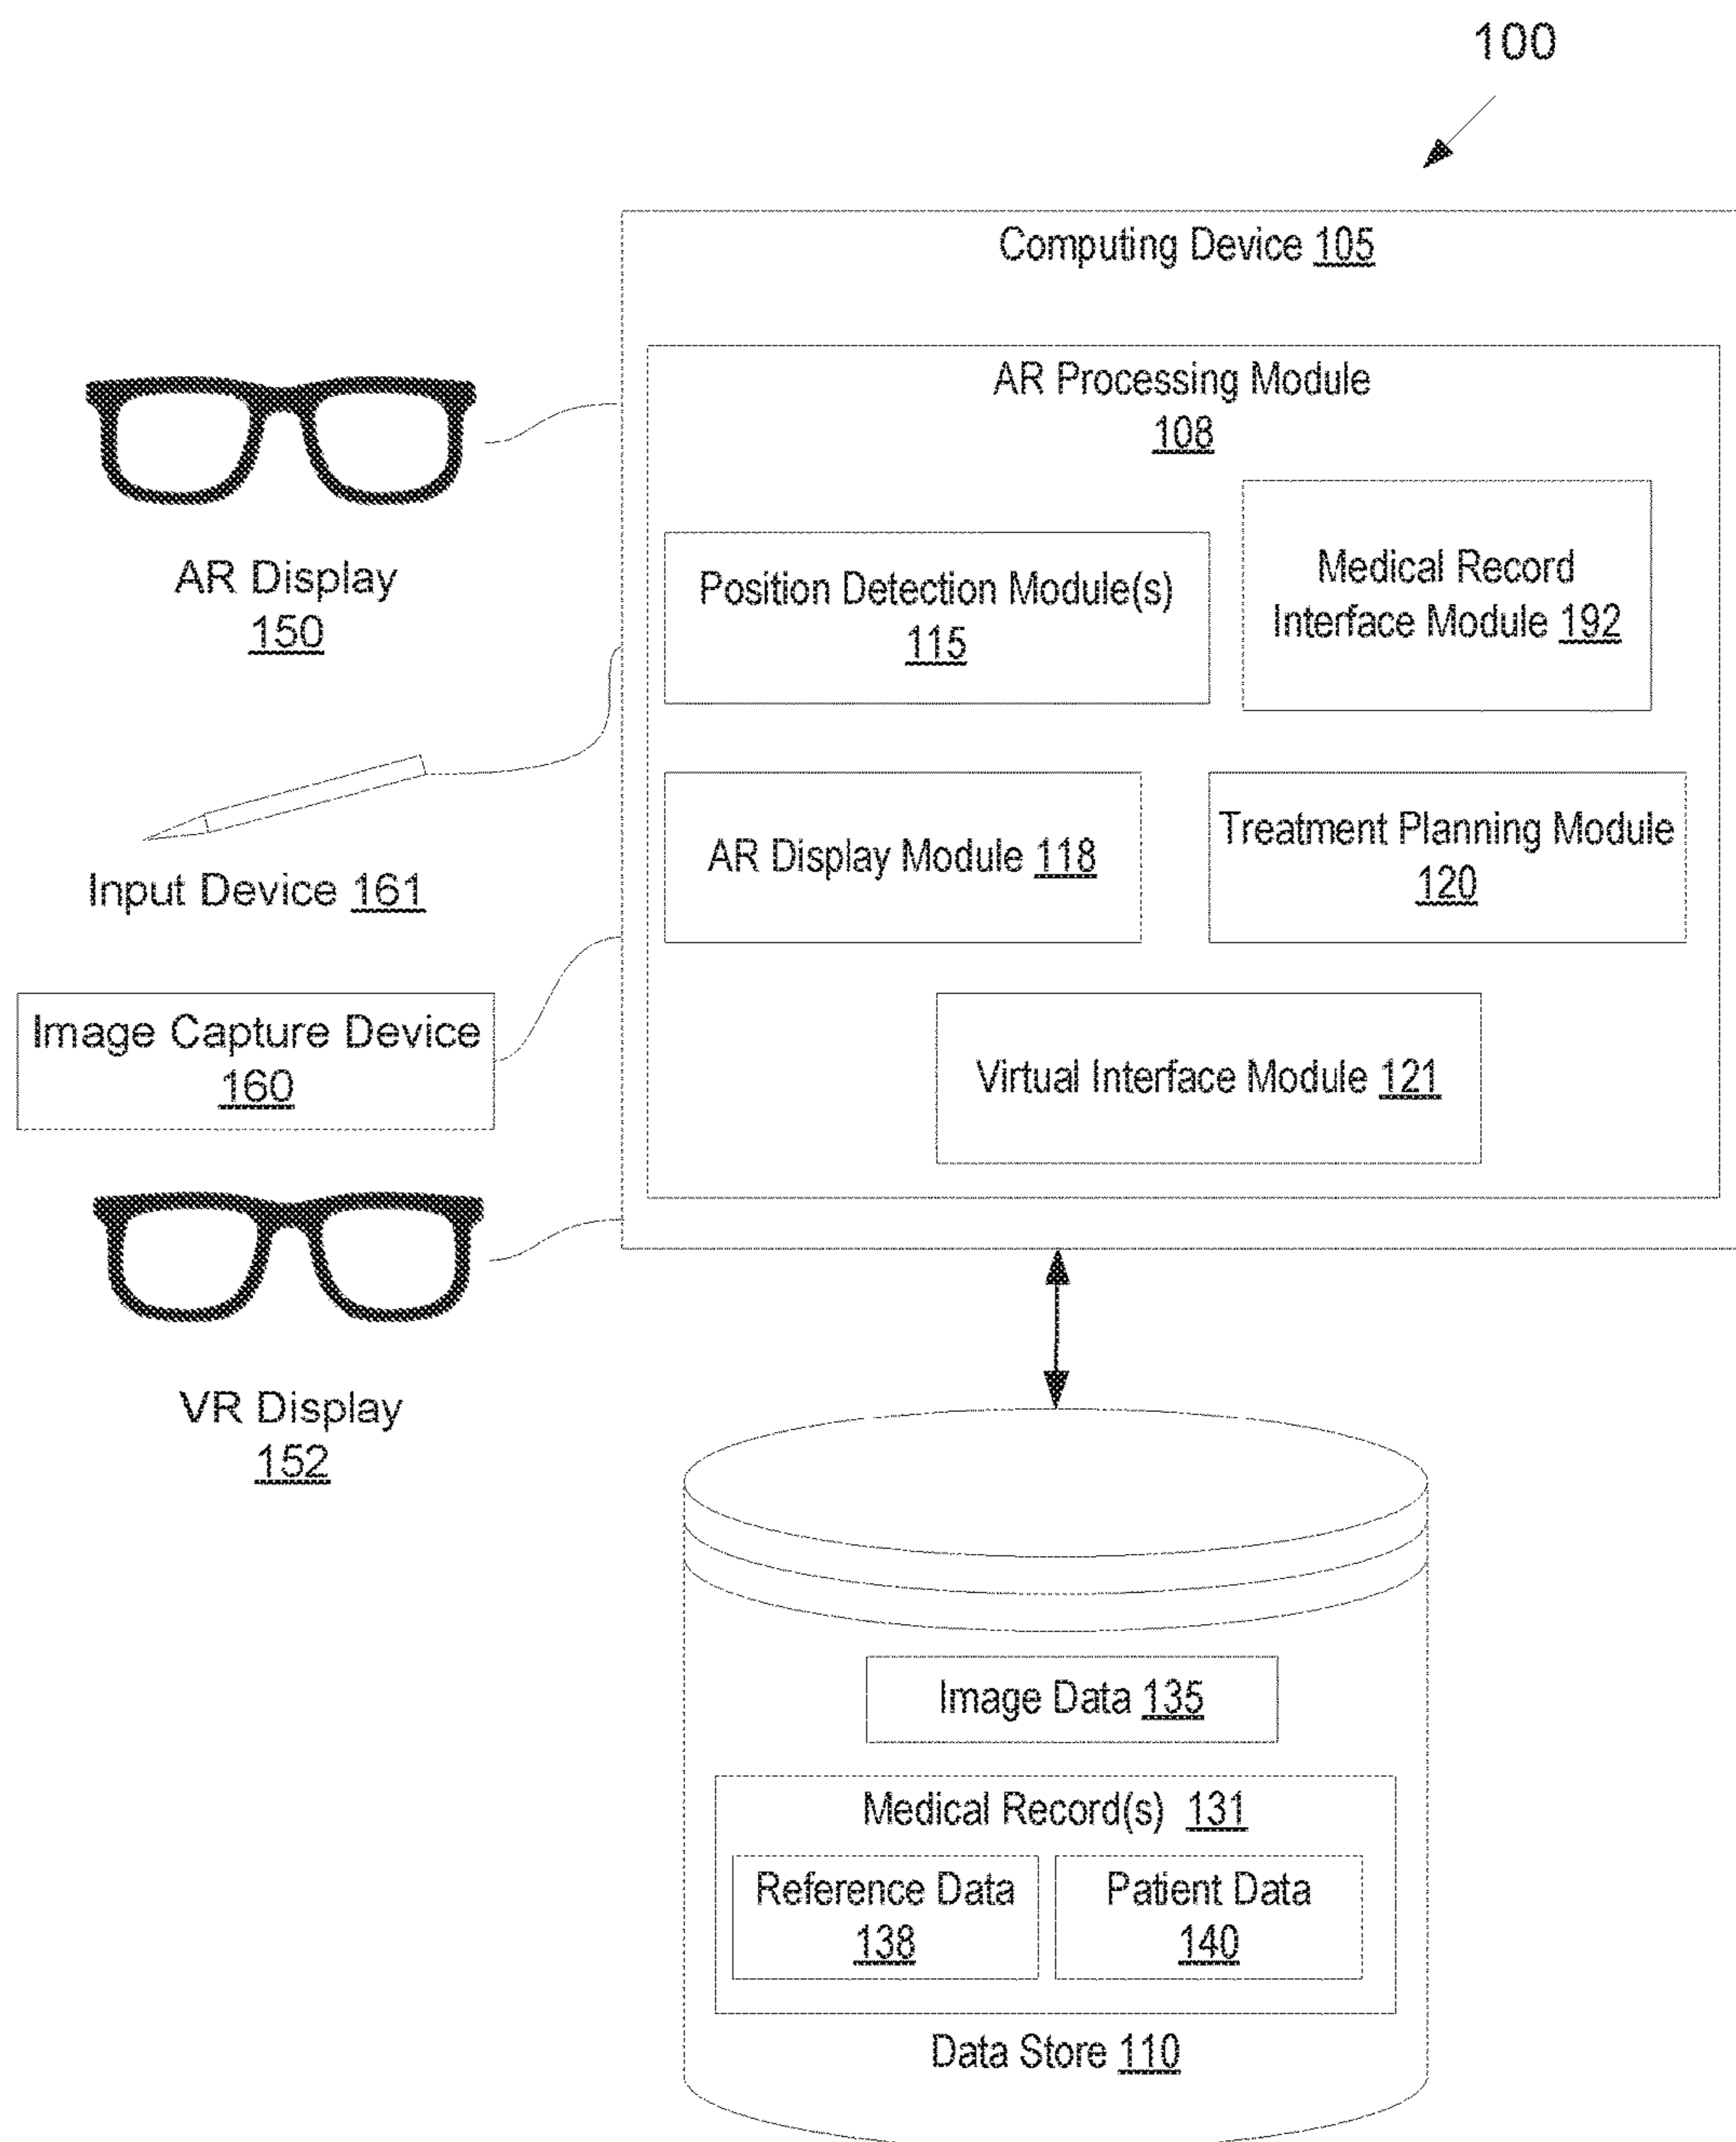 100
Computing Device 105
AR Processing Module
108
Position Detection Module(s)
115
Medical Record
Interface Module 192
AR Display Module 118
Treatment Planning Module
120
Virtual Interface Module 121
AR Display
150
Input Device 161
Image Capture Device
160
VR Display
152
Image Data 135
Medical Record(s) 131
Reference Data
138
Patient Data
140
Data Store 110